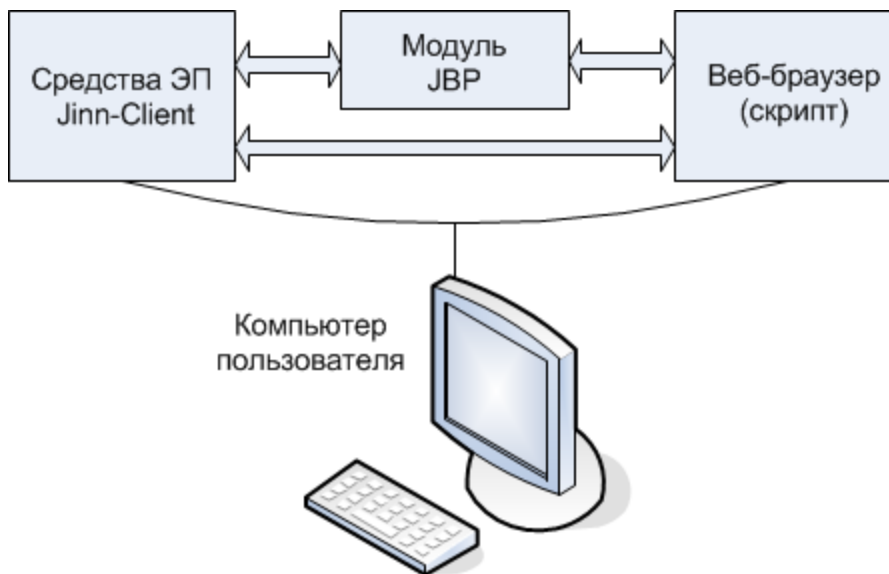 Средства ЭП
Jinn-Client
Модуль
JBP
Веб-браузер
(скрипт)
Компьютер
пользователя